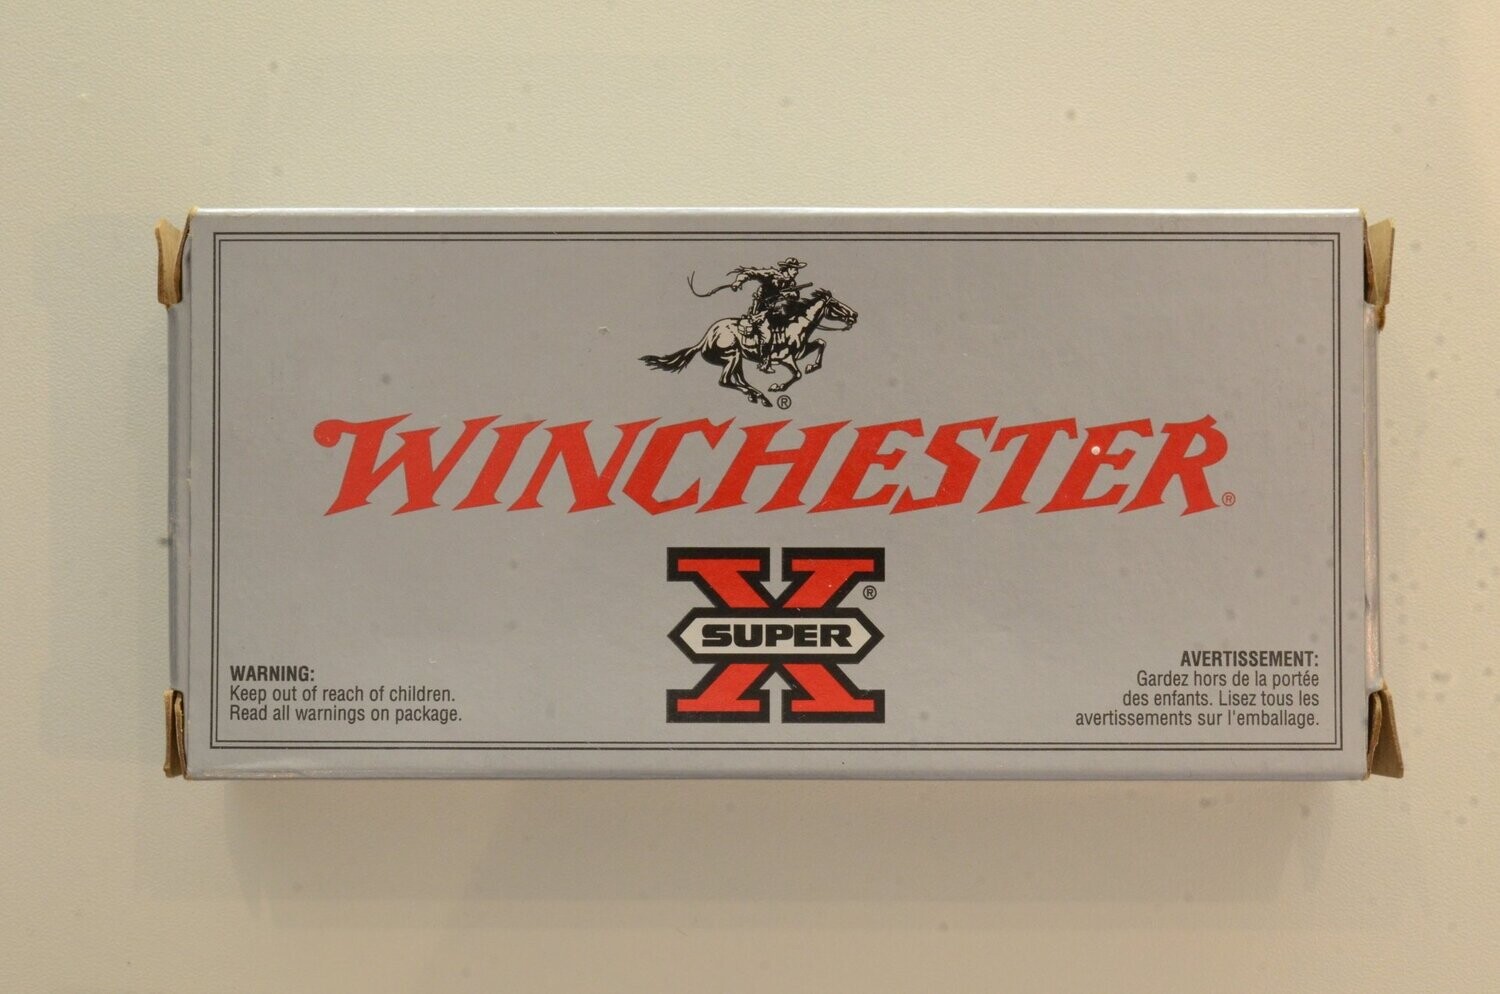 ®
WINCHESTER®
X®
SUPER
WARNING:
Keep out of reach of children.
Read all warnings on package.
AVERTISSEMENT:
Gardez hors de la portée
des enfants. Lisez tous les
avertissements sur l'emballage.